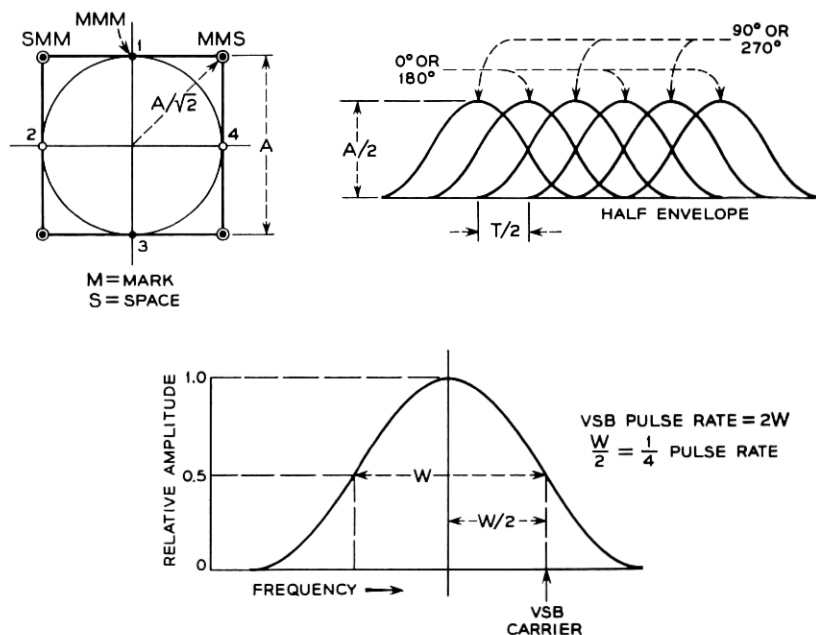 MMM
SMM
1
MMS
A/√2
2
4
A
3
M=MARK
S=SPACE
90° OR
270°
0° OR
180°
A/2
HALF ENVELOPE
T/2
1.0
RELATIVE AMPLITUDE
0.5
W
W/2
0
FREQUENCY
VSB
CARRIER
VSB PULSE RATE = 2W
W/2 = 1/4 PULSE RATE